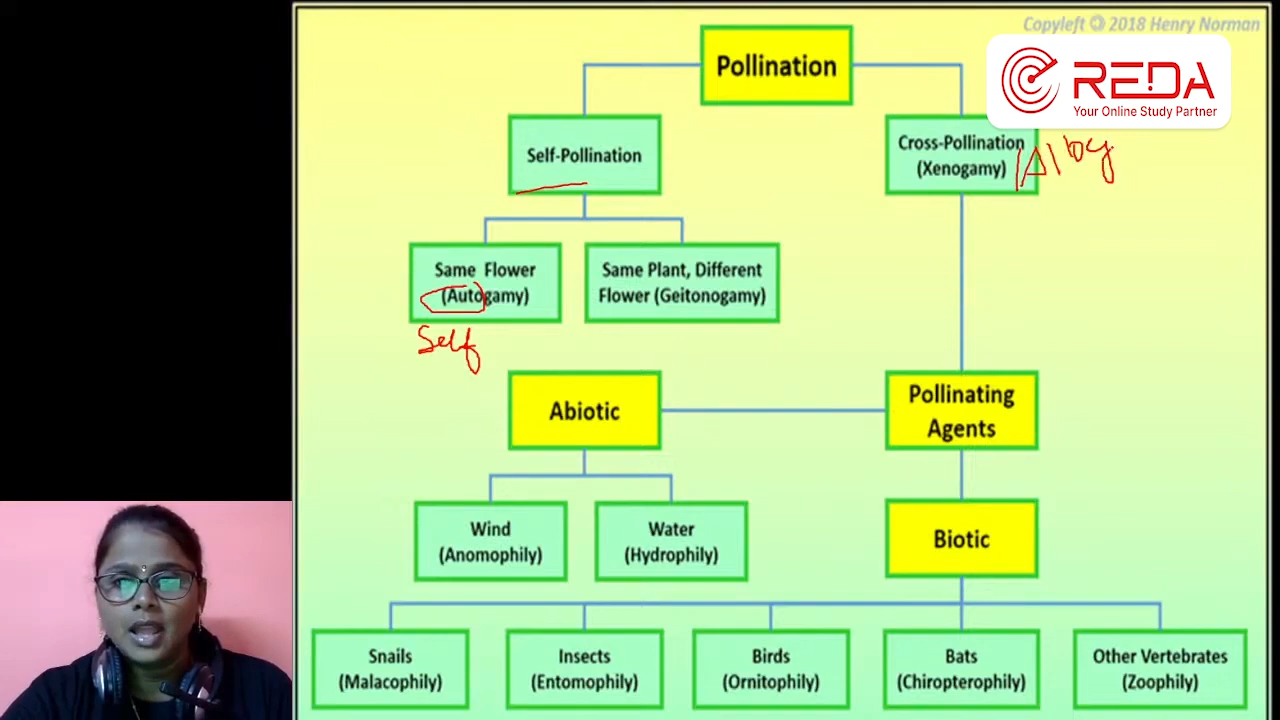 Copyleft 🄯 2018 Henry Norman
REDA
Your Online Study Partner
Pollination
Self-Pollination
Cross-Pollination
(Xenogamy)
Same Flower
(Autogamy)
Same Plant, Different
Flower (Geitonogamy)
Self
Abiotic
Pollinating
Agents
Wind
(Anomophily)
Water
(Hydrophily)
Biotic
Snails
(Malacophily)
Insects
(Entomophily)
Birds
(Ornitophily)
Bats
(Chiropterophily)
Other Vertebrates
(Zoophily)